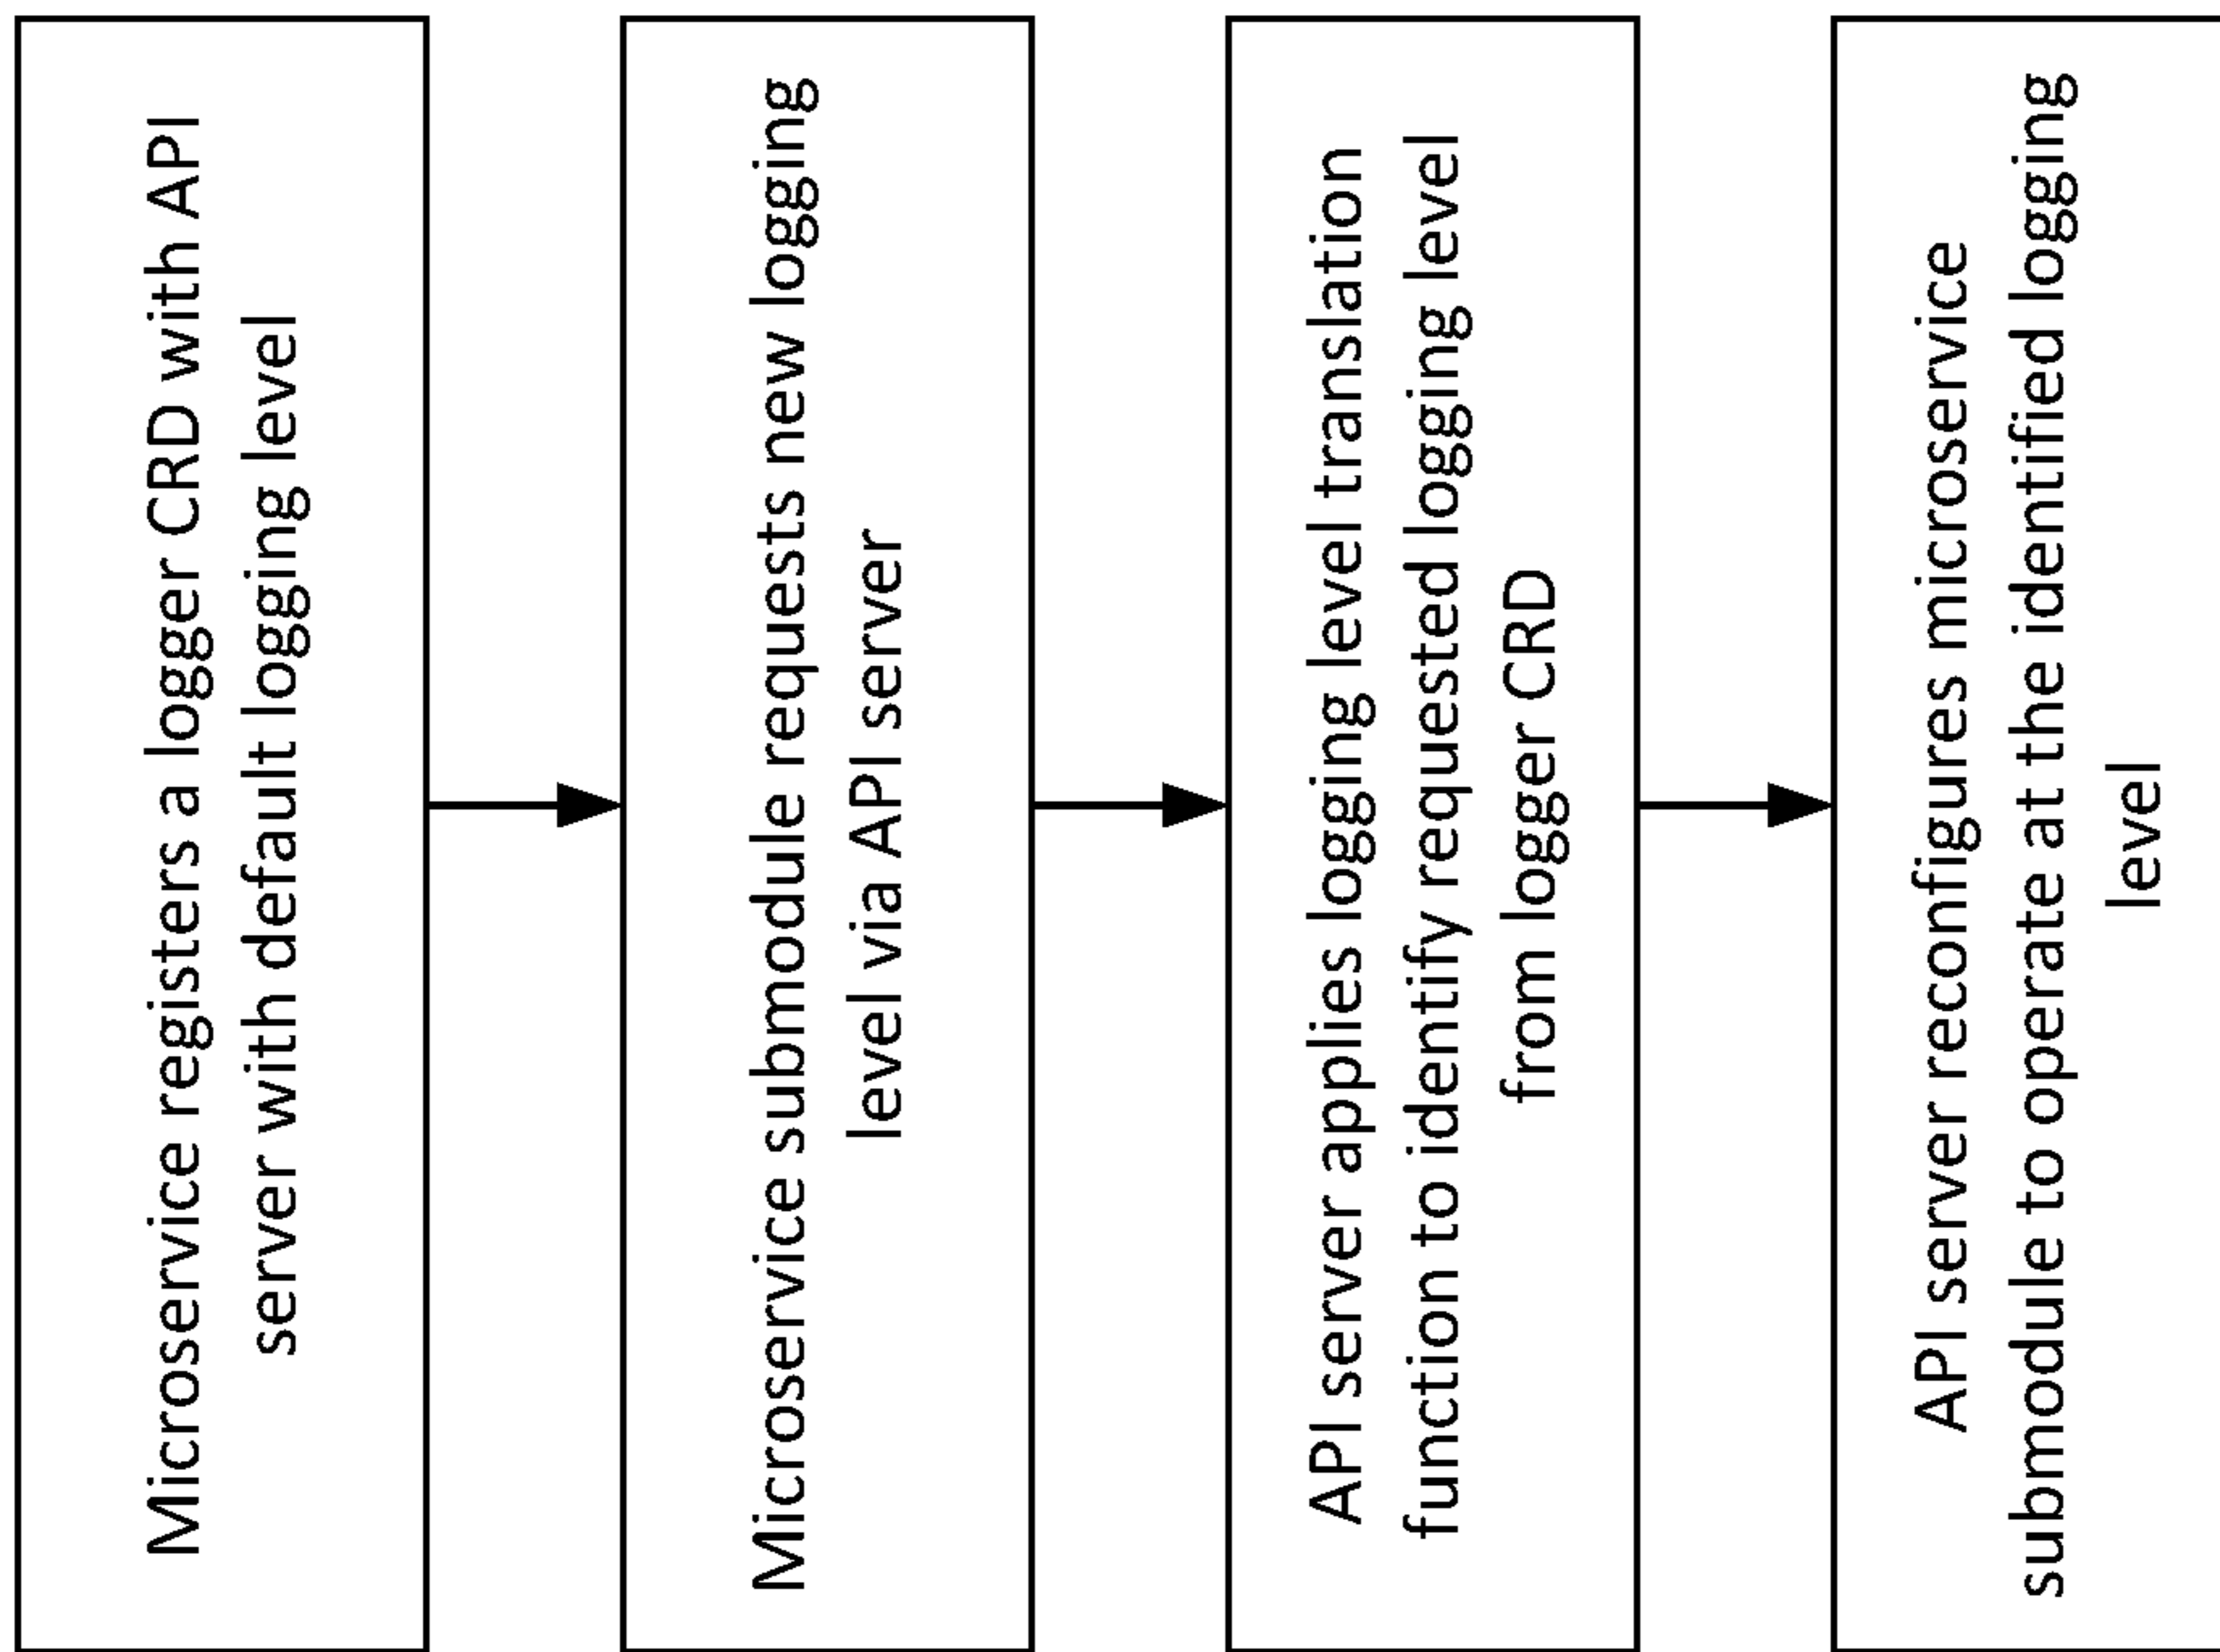 Microservice registers a logger CRD with API
server with default logging level
Microservice submodule requests new logging
level via API server
API server applies logging level translation
function to identify requested logging level
from logger CRD
API server reconfigures microservice
submodule to operate at the identified logging
level